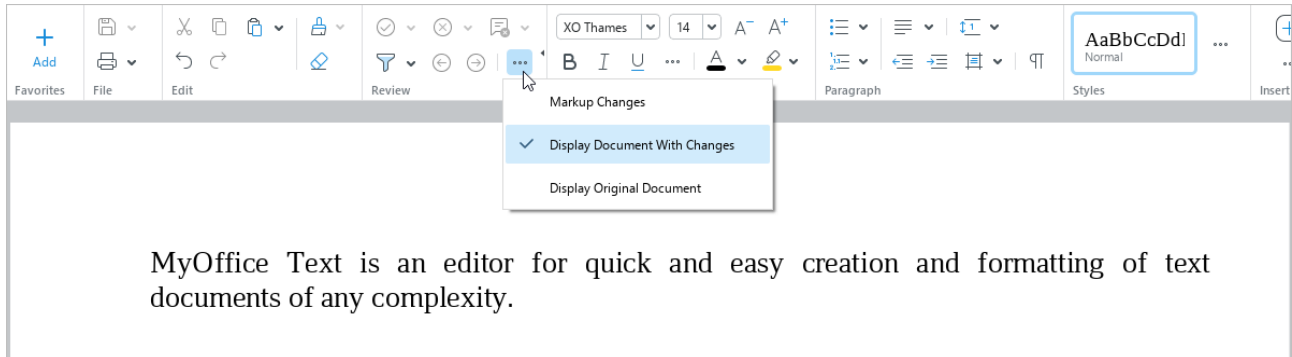 XO Thames 14 A⁻ A⁺
AaBbCcDd
Add
B I U A
Normal
Favorites File Edit Review Paragraph Styles Insert
Markup Changes
Display Document With Changes
Display Original Document
MyOffice Text is an editor for quick and easy creation and formatting of text
documents of any complexity.